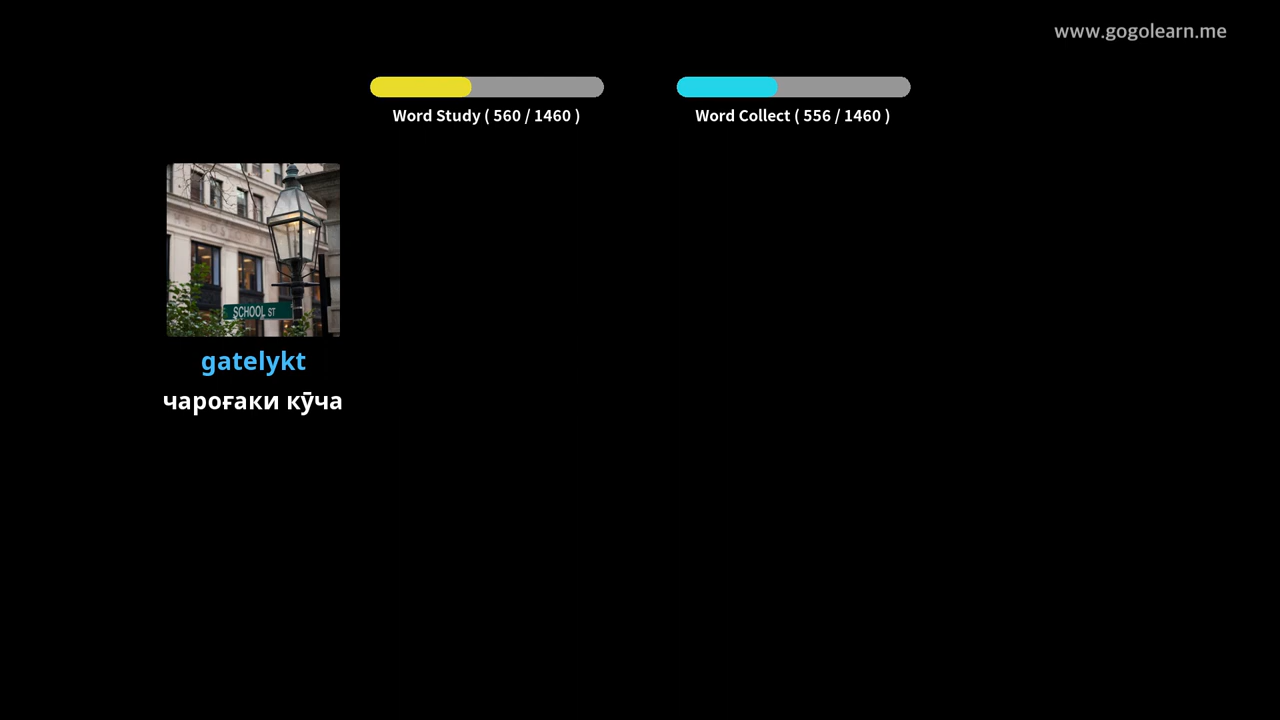 www.gogolearn.me
Word Study ( 560 / 1460 )
Word Collect ( 556 / 1460 )
SCHOOL ST
gatelykt
чароғаки кӯча